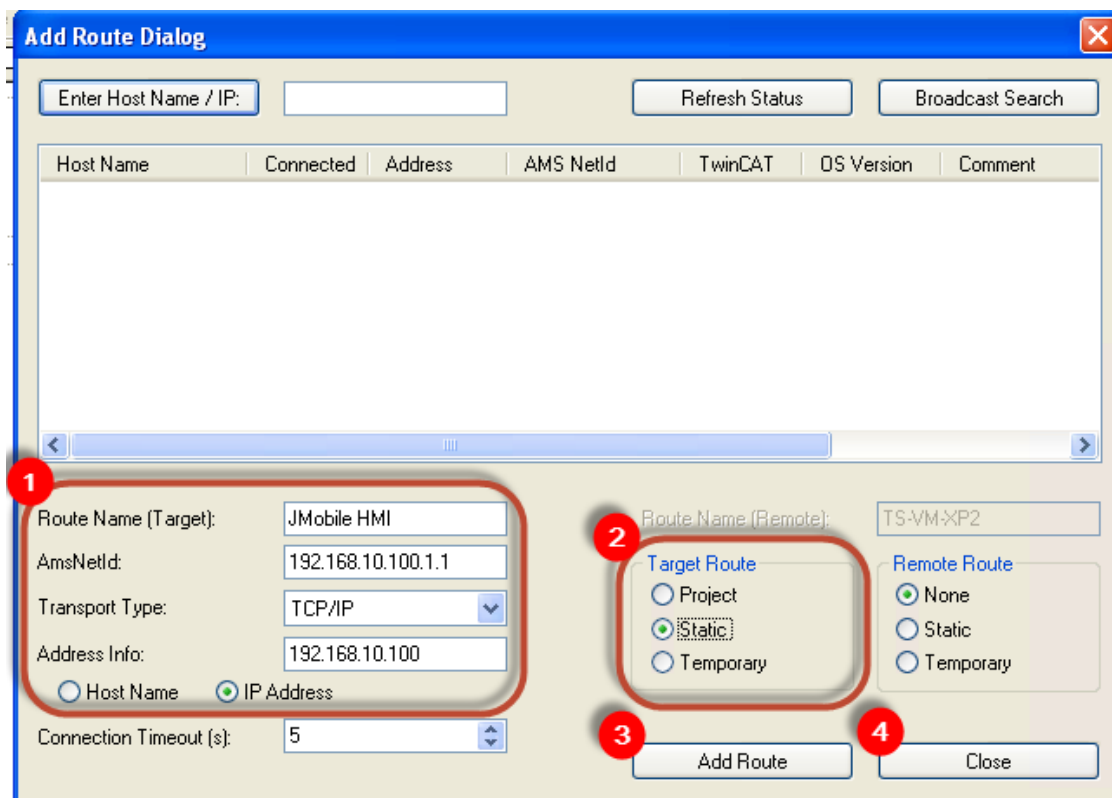 Add Route Dialog
Enter Host Name / IP:
Refresh Status
Broadcast Search
Host Name Connected Address AMS NetId TwinCAT OS Version Comment
1
Route Name (Target): JMobile HMI
AmsNetId: 192.168.10.100.1.1
Transport Type: TCP/IP
Address Info: 192.168.10.100
Host Name IP Address
Connection Timeout (s): 5
Route Name (Remote): TS-VM-XP2
2
Target Route
Project
Static
Temporary
Remote Route
None
Static
Temporary
3
Add Route
4
Close